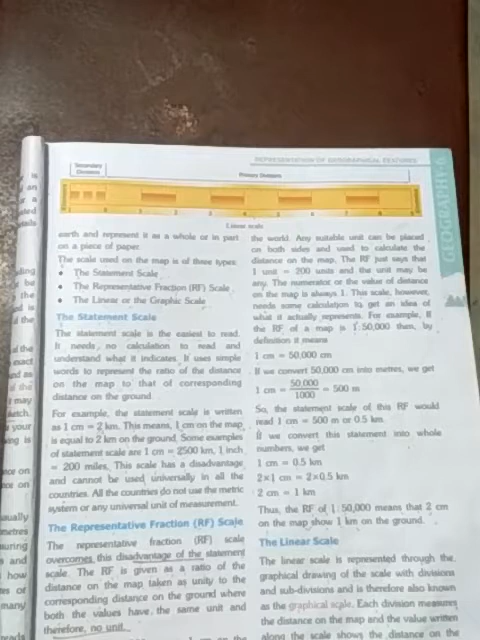 REPRESENTATION OF GEOGRAPHICAL FEATURES
GEOGRAPHY-6
Secondary
Divisions
Primary Divisions
0 1 2 3 4 5 6 7 8
Linear scale
earth and represent it as a whole or in part
on a piece of paper.
The scale used on the map is of three types:
• The Statement Scale
• The Representative Fraction (RF) Scale
• The Linear or the Graphic Scale
The Statement Scale
The statement scale is the easiest to read.
It needs no calculation to read and
understand what it indicates. It uses simple
words to represent the ratio of the distance
on the map to that of corresponding
distance on the ground.
For example, the statement scale is written
as 1 cm = 2 km. This means, 1 cm on the map
is equal to 2 km on the ground. Some examples
of statement scale are 1 cm = 2500 km, 1 inch
= 200 miles. This scale has a disadvantage
and cannot be used universally in all the
countries. All the countries do not use the metric
system or any universal unit of measurement.
The Representative Fraction (RF) Scale
The representative fraction (RF) scale
overcomes this disadvantage of the statement
scale. The RF is given as a ratio of the
distance on the map taken as unity to the
corresponding distance on the ground where
both the values have the same unit and
therefore, no unit.
the world. Any suitable unit can be placed
on both sides and used to calculate the
distance on the map. The RF just says that
1 unit = 200 units and the unit may be
any. The numerator or the value of distance
on the map is always 1. This scale, however,
needs some calculation to get an idea of
what it actually represents. For example, if
the RF of a map is 1:50,000 then, by
definition it means
1 cm = 50,000 cm
If we convert 50,000 cm into metres, we get
1 cm = 50,000/1000 = 500 m
So, the statement scale of this RF would
read 1 cm = 500 m or 0.5 km.
If we convert this statement into whole
numbers, we get
1 cm = 0.5 km
2×1 cm = 2×0.5 km
2 cm = 1 km
Thus, the RF of 1:50,000 means that 2 cm
on the map show 1 km on the ground.
The Linear Scale
The linear scale is represented through the
graphical drawing of the scale with divisions
and sub-divisions and is therefore also known
as the graphical scale. Each division measures
the distance on the map and the value written
along the scale shows the distance on the